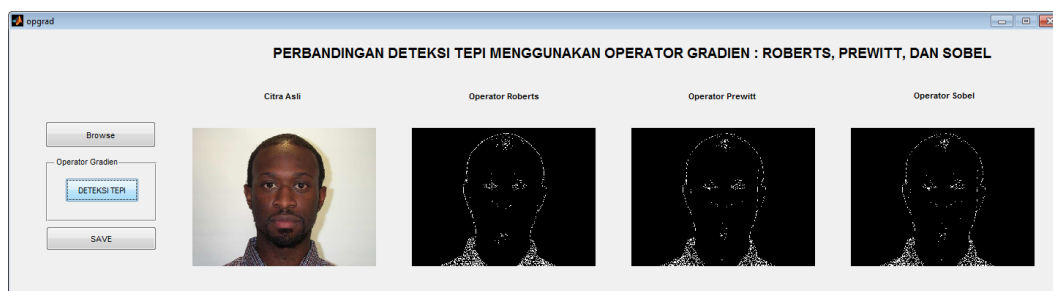 opgrad
PERBANDINGAN DETEKSI TEPI MENGGUNAKAN OPERATOR GRADIEN : ROBERTS, PREWITT, DAN SOBEL
Citra Asli
Operator Roberts
Operator Prewitt
Operator Sobel
Browse
Operator Gradien
DETEKSI TEPI
SAVE